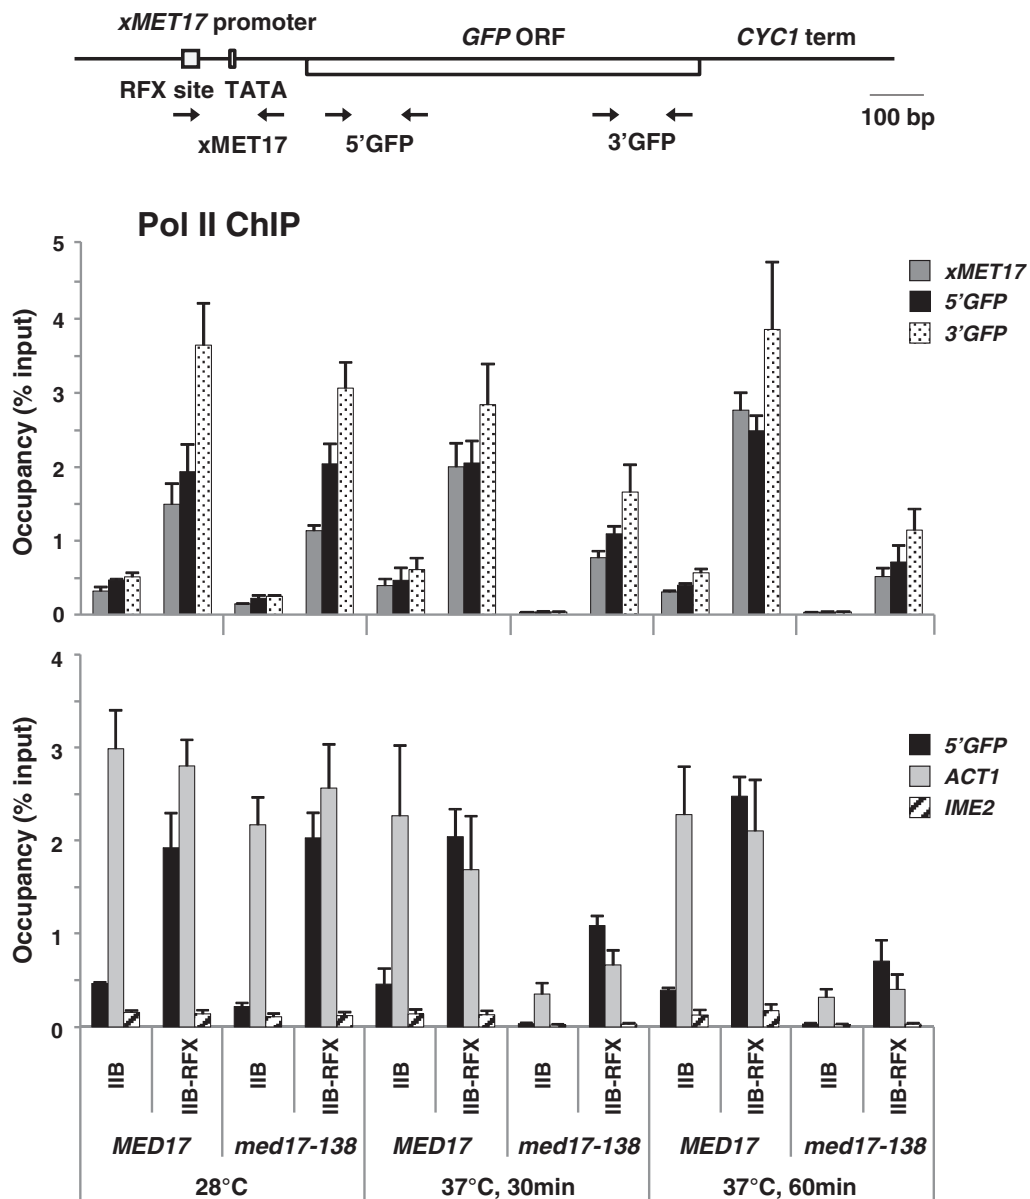 xMET17 promoter
GFP ORF
CYC1 term
RFX site TATA
100 bp
xMET17
5'GFP
3'GFP
Pol II ChIP
Occupancy (% input)
5
4
3
2
1
0
xMET17
5'GFP
3'GFP
Occupancy (% input)
4
3
2
1
0
5'GFP
ACT1
IME2
IIB IIB-RFX IIB IIB-RFX IIB IIB-RFX IIB IIB-RFX IIB IIB-RFX IIB IIB-RFX
MED17 med17-138 MED17 med17-138 MED17 med17-138
28°C 37°C, 30min 37°C, 60min